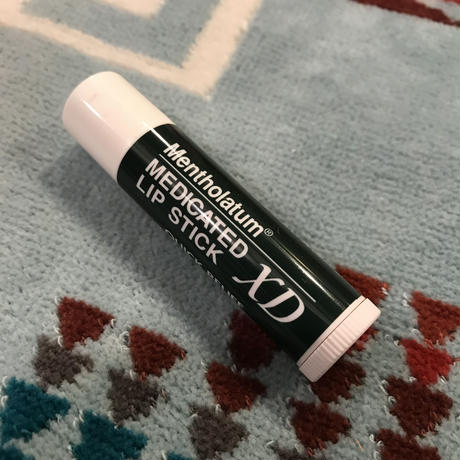 Mentholatum®
MEDICATED
LIP STICK
XD